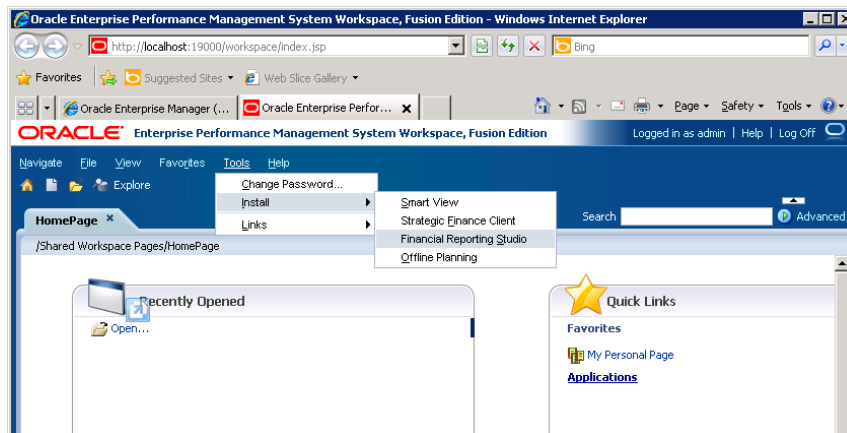 Oracle Enterprise Performance Management System Workspace, Fusion Edition - Windows Internet Explorer
http://localhost:19000/workspace/index.jsp
Bing
Favorites Suggested Sites Web Slice Gallery
Oracle Enterprise Manager (... Oracle Enterprise Perfor... Page Safety Tools
ORACLE Enterprise Performance Management System Workspace, Fusion Edition Logged in as admin | Help | Log Off
Navigate File View Favorites Tools Help
Explore
Change Password...
Install
Links
Smart View
Strategic Finance Client
Financial Reporting Studio
Offline Planning
HomePage Search Advanced
/Shared Workspace Pages/HomePage
Recently Opened
Open...
Quick Links
Favorites
My Personal Page
Applications